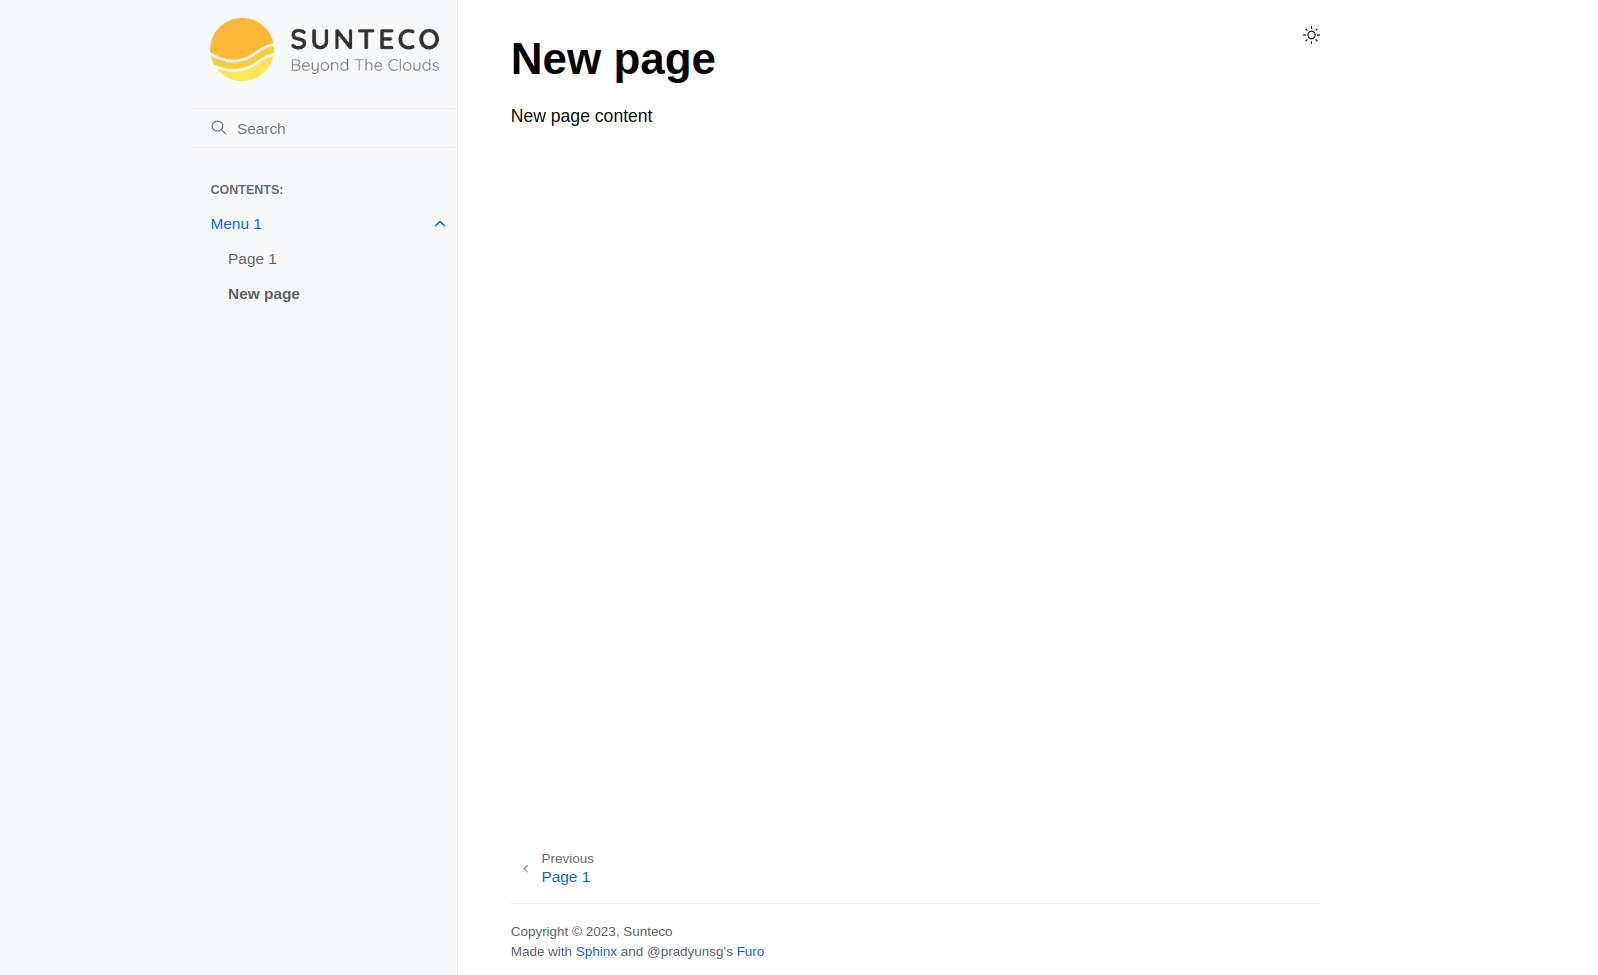 SUNTECO
Beyond The Clouds
Search
CONTENTS:
Menu 1
Page 1
New page
New page
New page content
Previous
Page 1
Copyright © 2023, Sunteco
Made with Sphinx and @pradyunsg's Furo